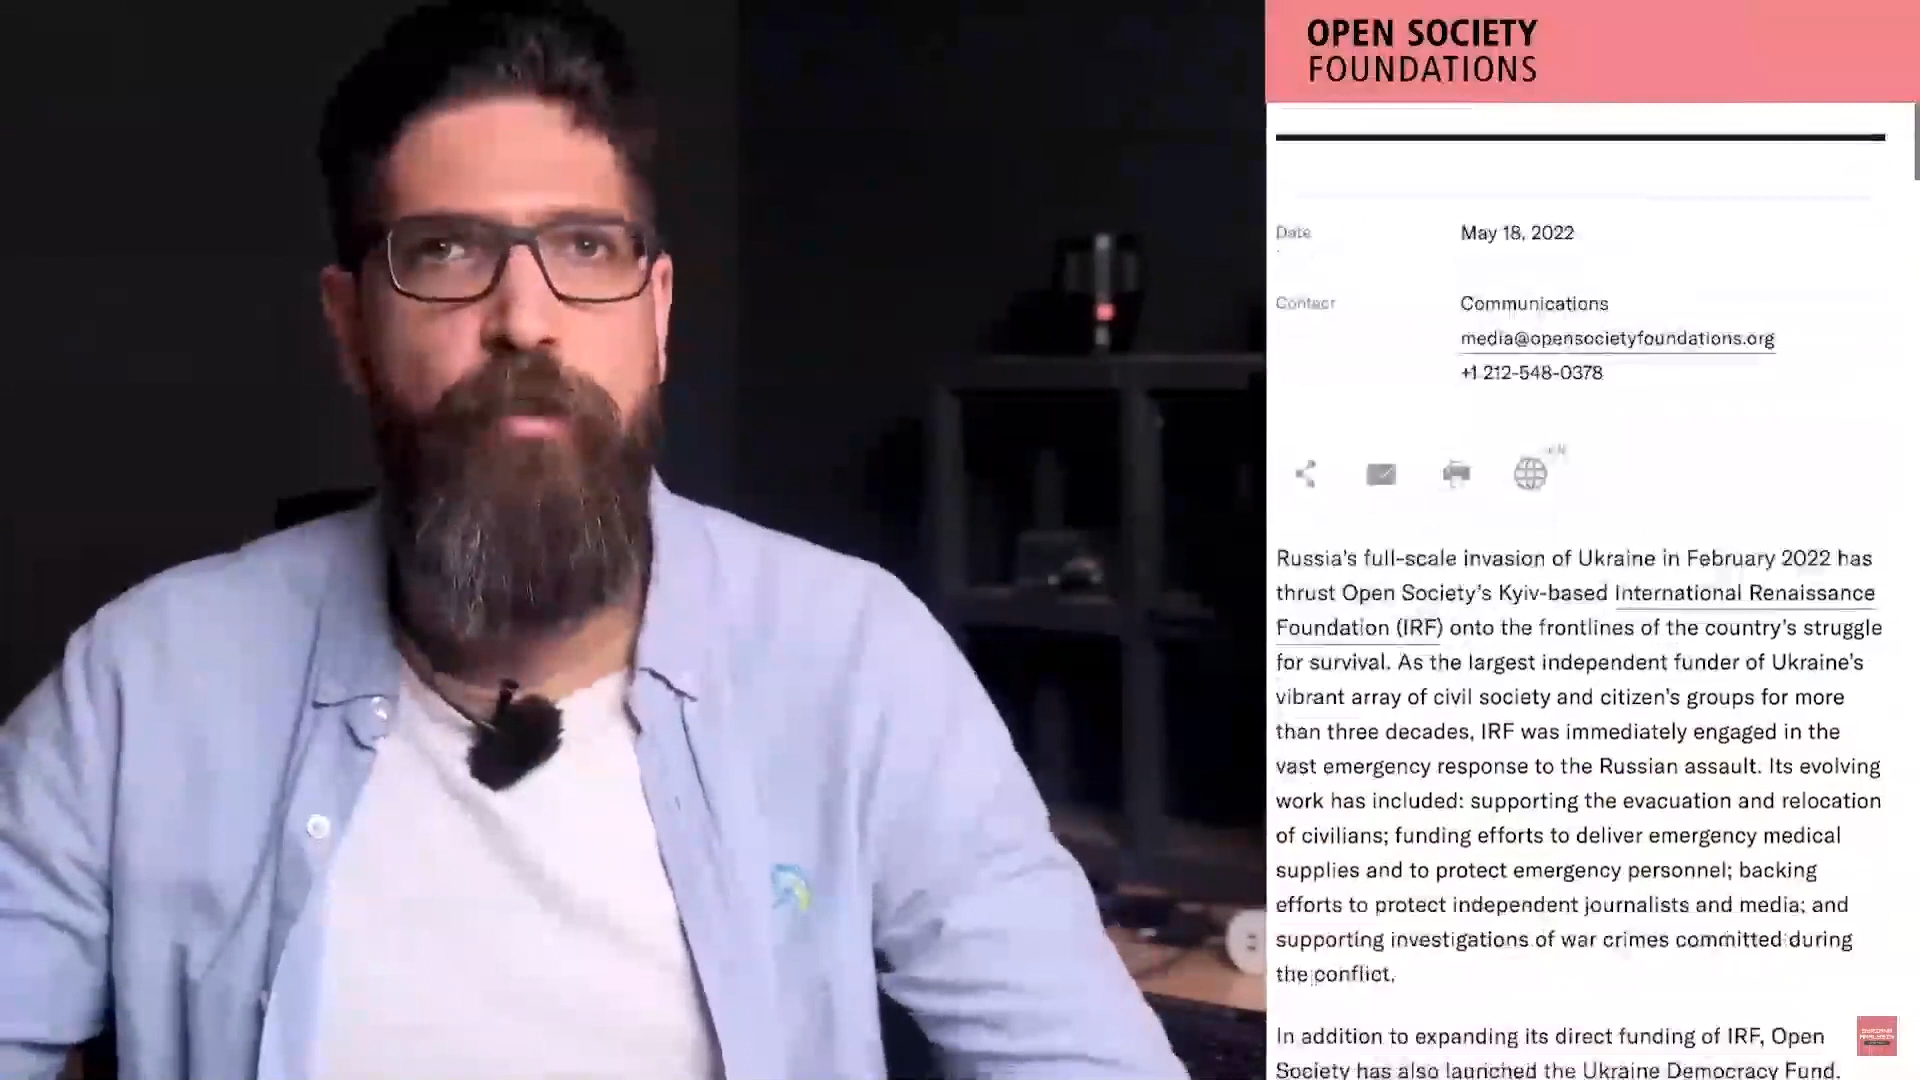 OPEN SOCIETY
FOUNDATIONS
Date
May 18, 2022
Contact
Communications
media@opensocietyfoundations.org
+1 212-548-0378
Russia's full-scale invasion of Ukraine in February 2022 has
thrust Open Society's Kyiv-based International Renaissance
Foundation (IRF) onto the frontlines of the country's struggle
for survival. As the largest independent funder of Ukraine's
vibrant array of civil society and citizen's groups for more
than three decades, IRF was immediately engaged in the
vast emergency response to the Russian assault. Its evolving
work has included: supporting the evacuation and relocation
of civilians; funding efforts to deliver emergency medical
supplies and to protect emergency personnel; backing
efforts to protect independent journalists and media; and
supporting investigations of war crimes committed during
the conflict.
In addition to expanding its direct funding of IRF, Open
Society has also launched the Ukraine Democracy Fund.